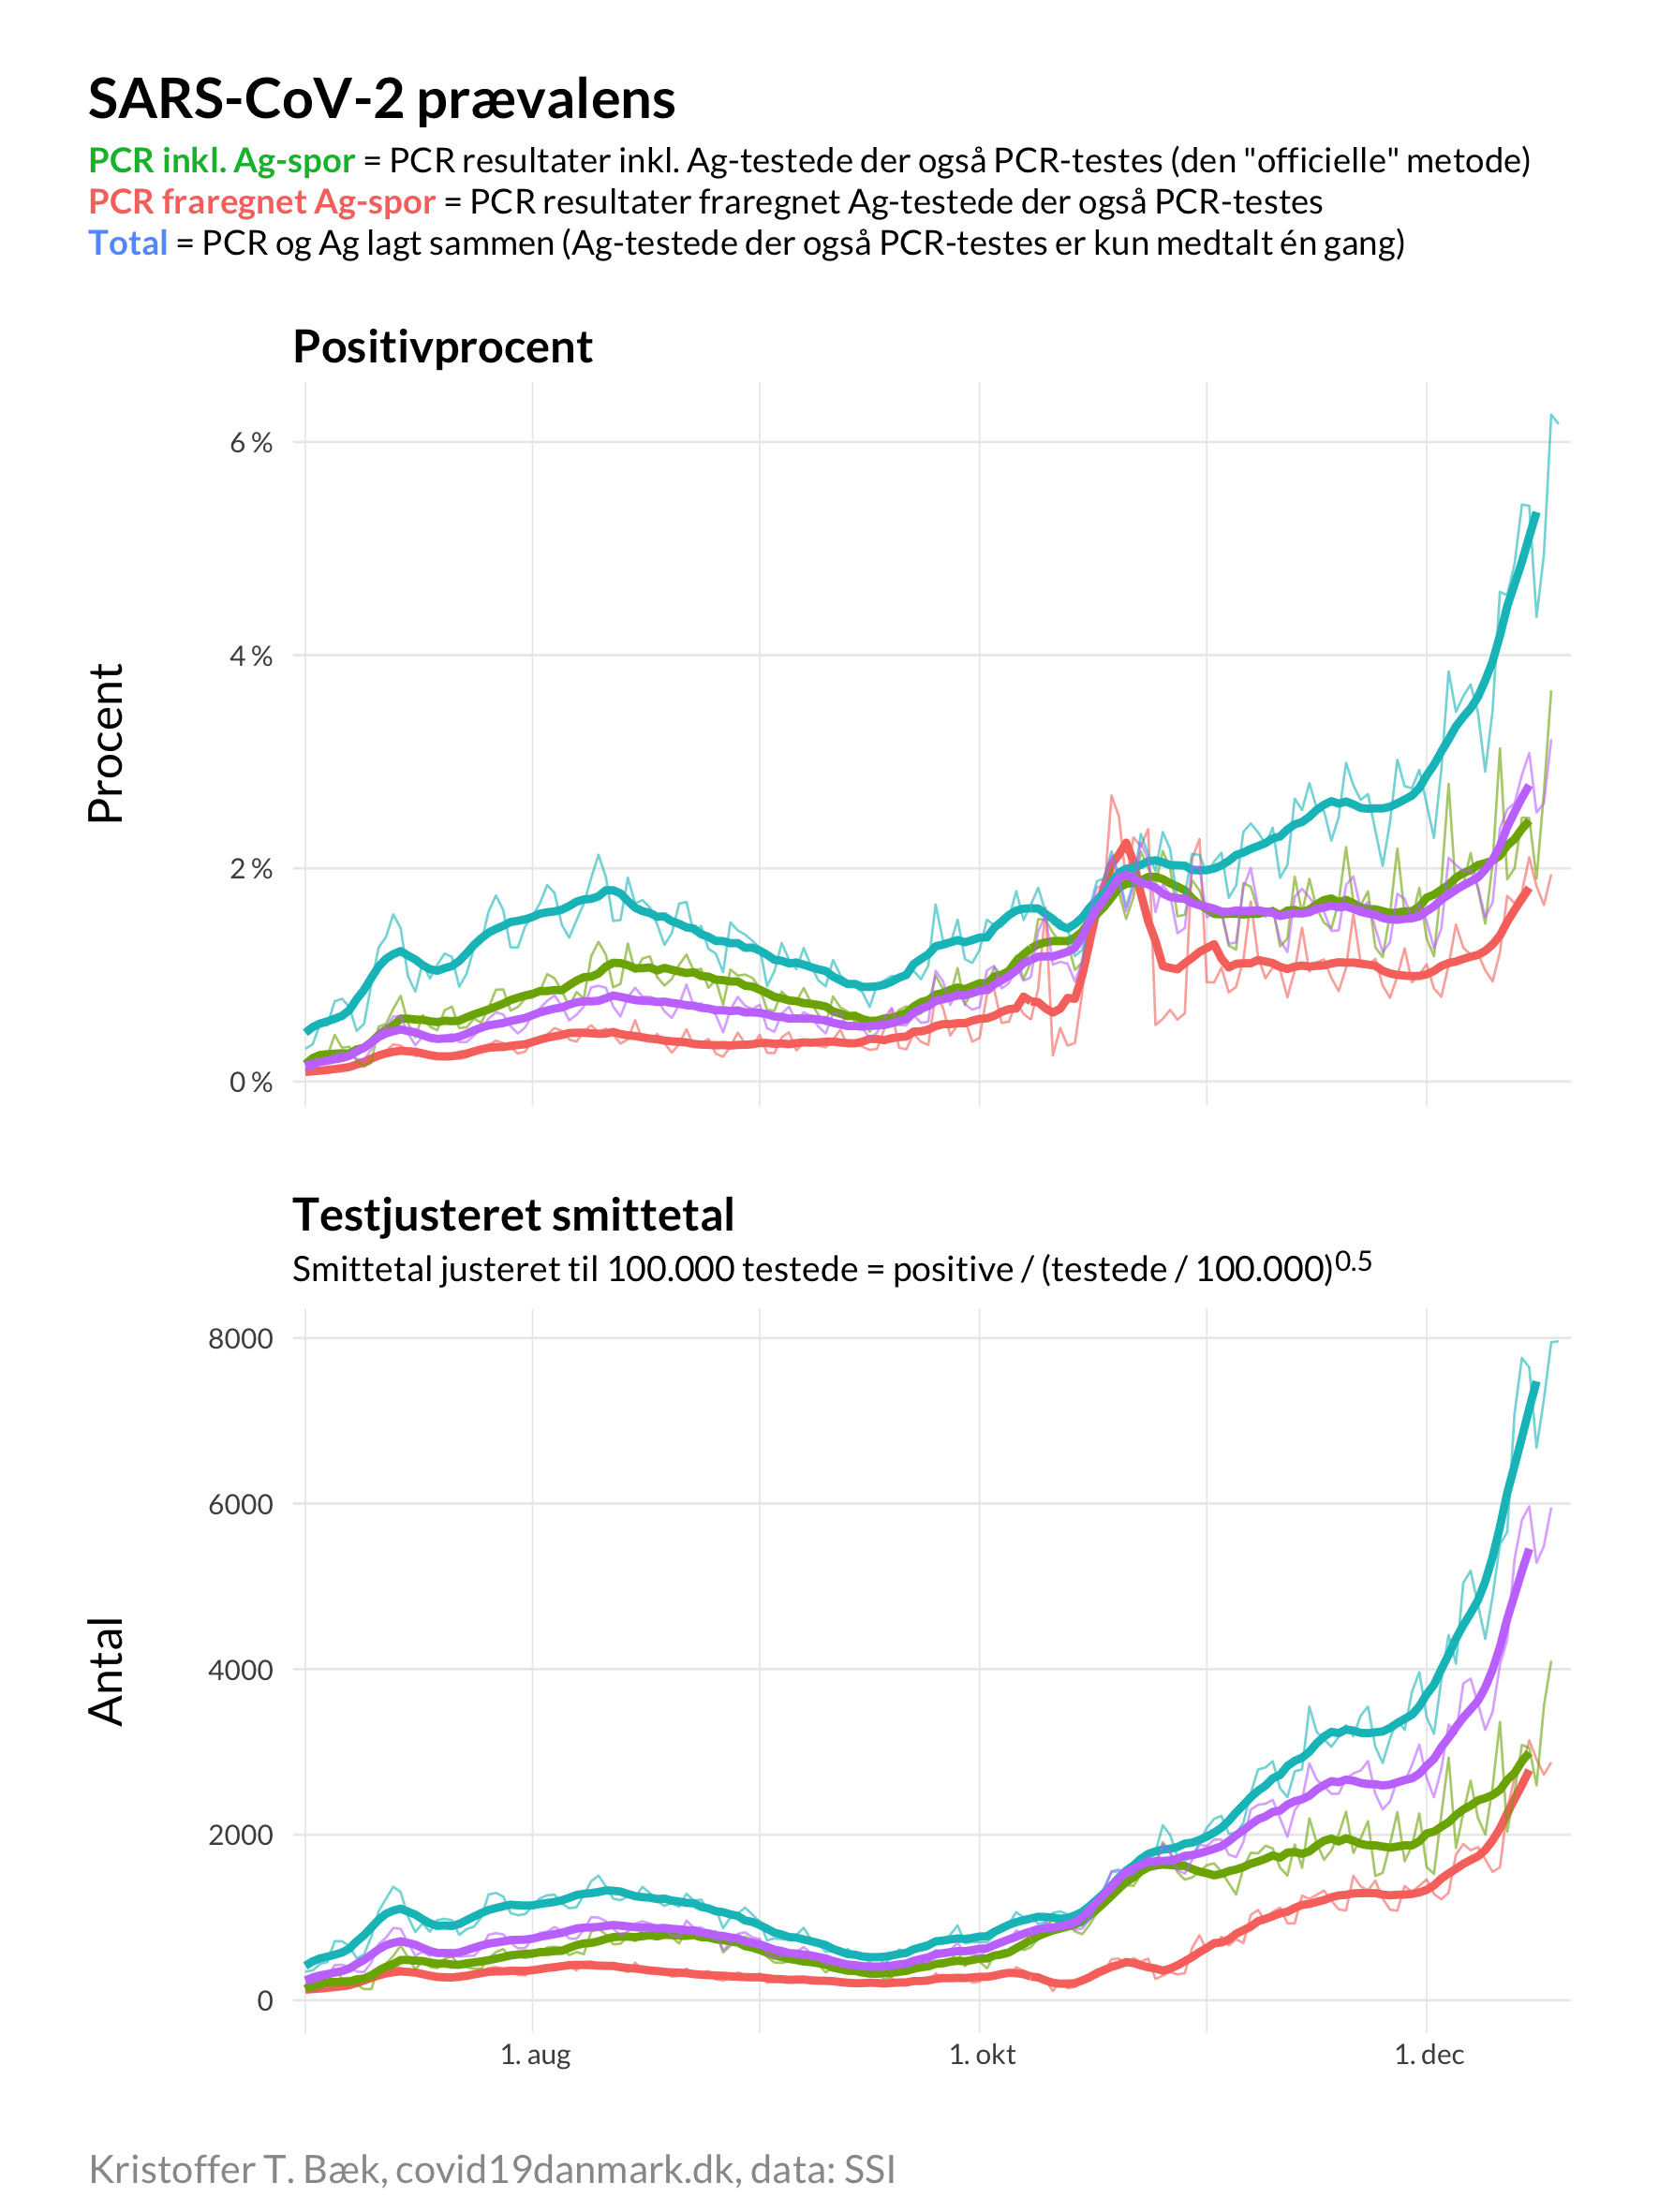 SARS-CoV-2 prævalens
PCR inkl. Ag-spor = PCR resultater inkl. Ag-testede der også PCR-testes (den "officielle" metode)
PCR fraregnet Ag-spor = PCR resultater fraregnet Ag-testede der også PCR-testes
Total = PCR og Ag lagt sammen (Ag-testede der også PCR-testes er kun medtalt én gang)
Positivprocent
6 %
4 %
2 %
0 %
Procent
Testjusteret smittetal
Smittetal justeret til 100.000 testede = positive / (testede / 100.000)^0.5
8000
6000
4000
2000
0
Antal
1. aug
1. okt
1. dec
Kristoffer T. Bæk, covid19danmark.dk, data: SSI